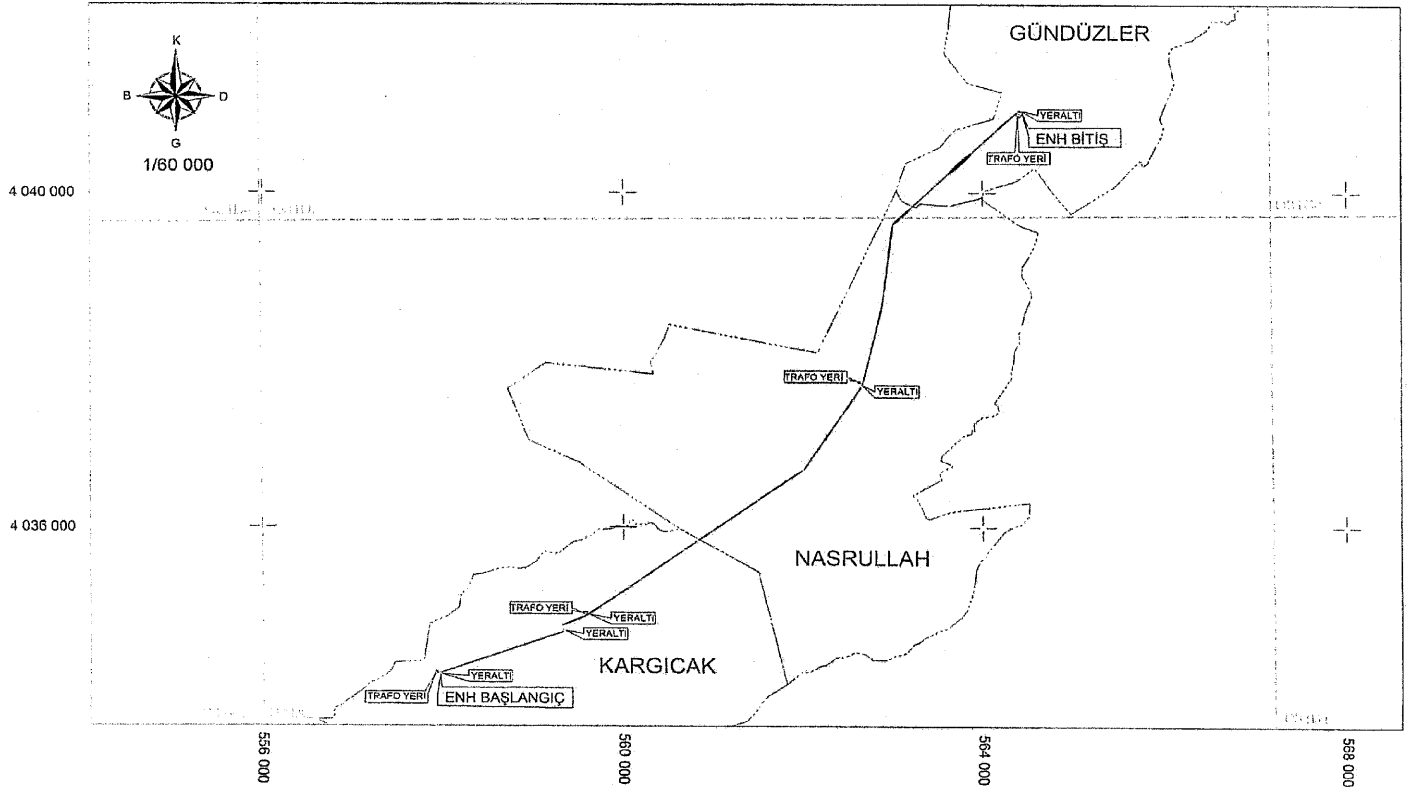 GÜNDÜZLER
K
B
D
G
1/60 000
YERALTI
ENH BİTİŞ
TRAFO YERİ
4 040 000
TRAFO YERİ
YERALTI
4 036 000
NASRULLAH
TRAFO YERİ
YERALTI
YERALTI
KARGICAK
YERALTI
TRAFO YERİ
ENH BAŞLANGIÇ
556 000
560 000
564 000
568 000